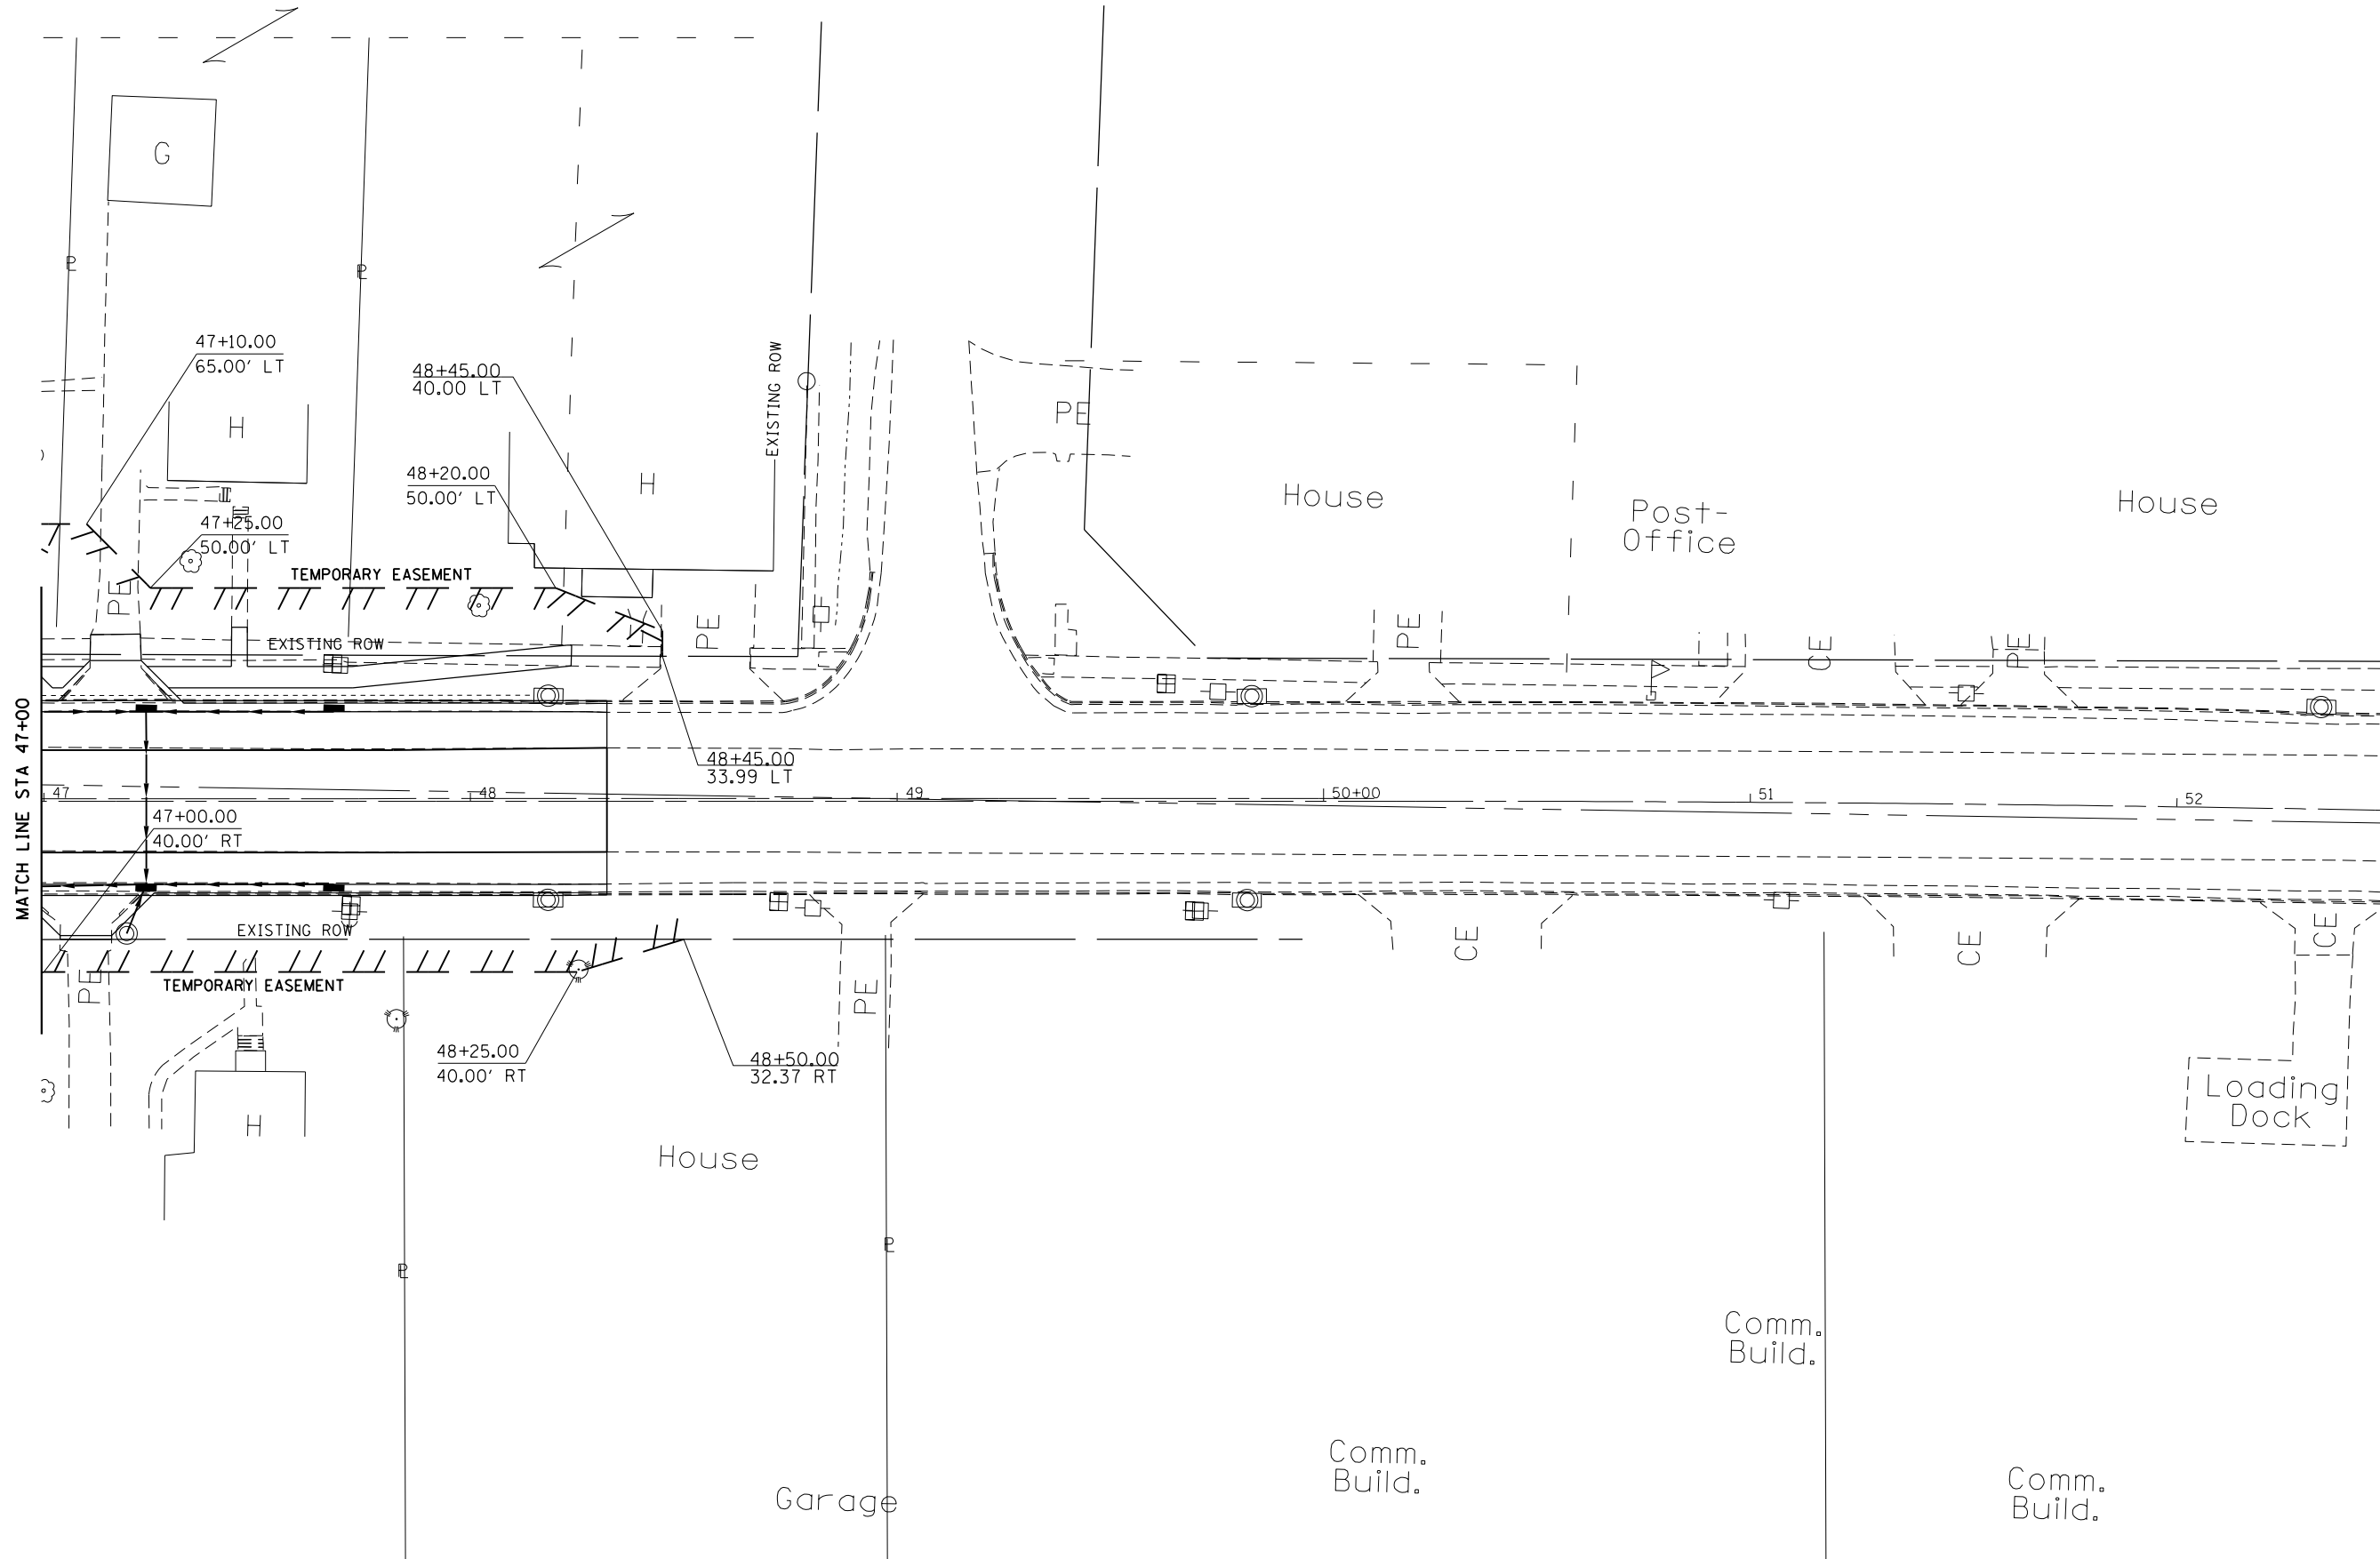 G
P
P
47+10.00
65.00' LT
48+45.00
40.00 LT
EXISTING ROW
H
PE
48+20.00
50.00' LT
H
House
Post-
Office
House
47+25.00
50.00' LT
TEMPORARY EASEMENT
PE
EXISTING ROW
PE
PE
CE
PE
MATCH LINE STA 47+00
48+45.00
33.99 LT
47
48
49
50+00
51
52
47+00.00
40.00' RT
EXISTING ROW
TEMPORARY EASEMENT
PE
PE
CE
CE
CE
48+25.00
40.00' RT
48+50.00
32.37 RT
Loading
Dock
H
House
P
P
Comm.
Build.
Comm.
Build.
Comm.
Build.
Garage